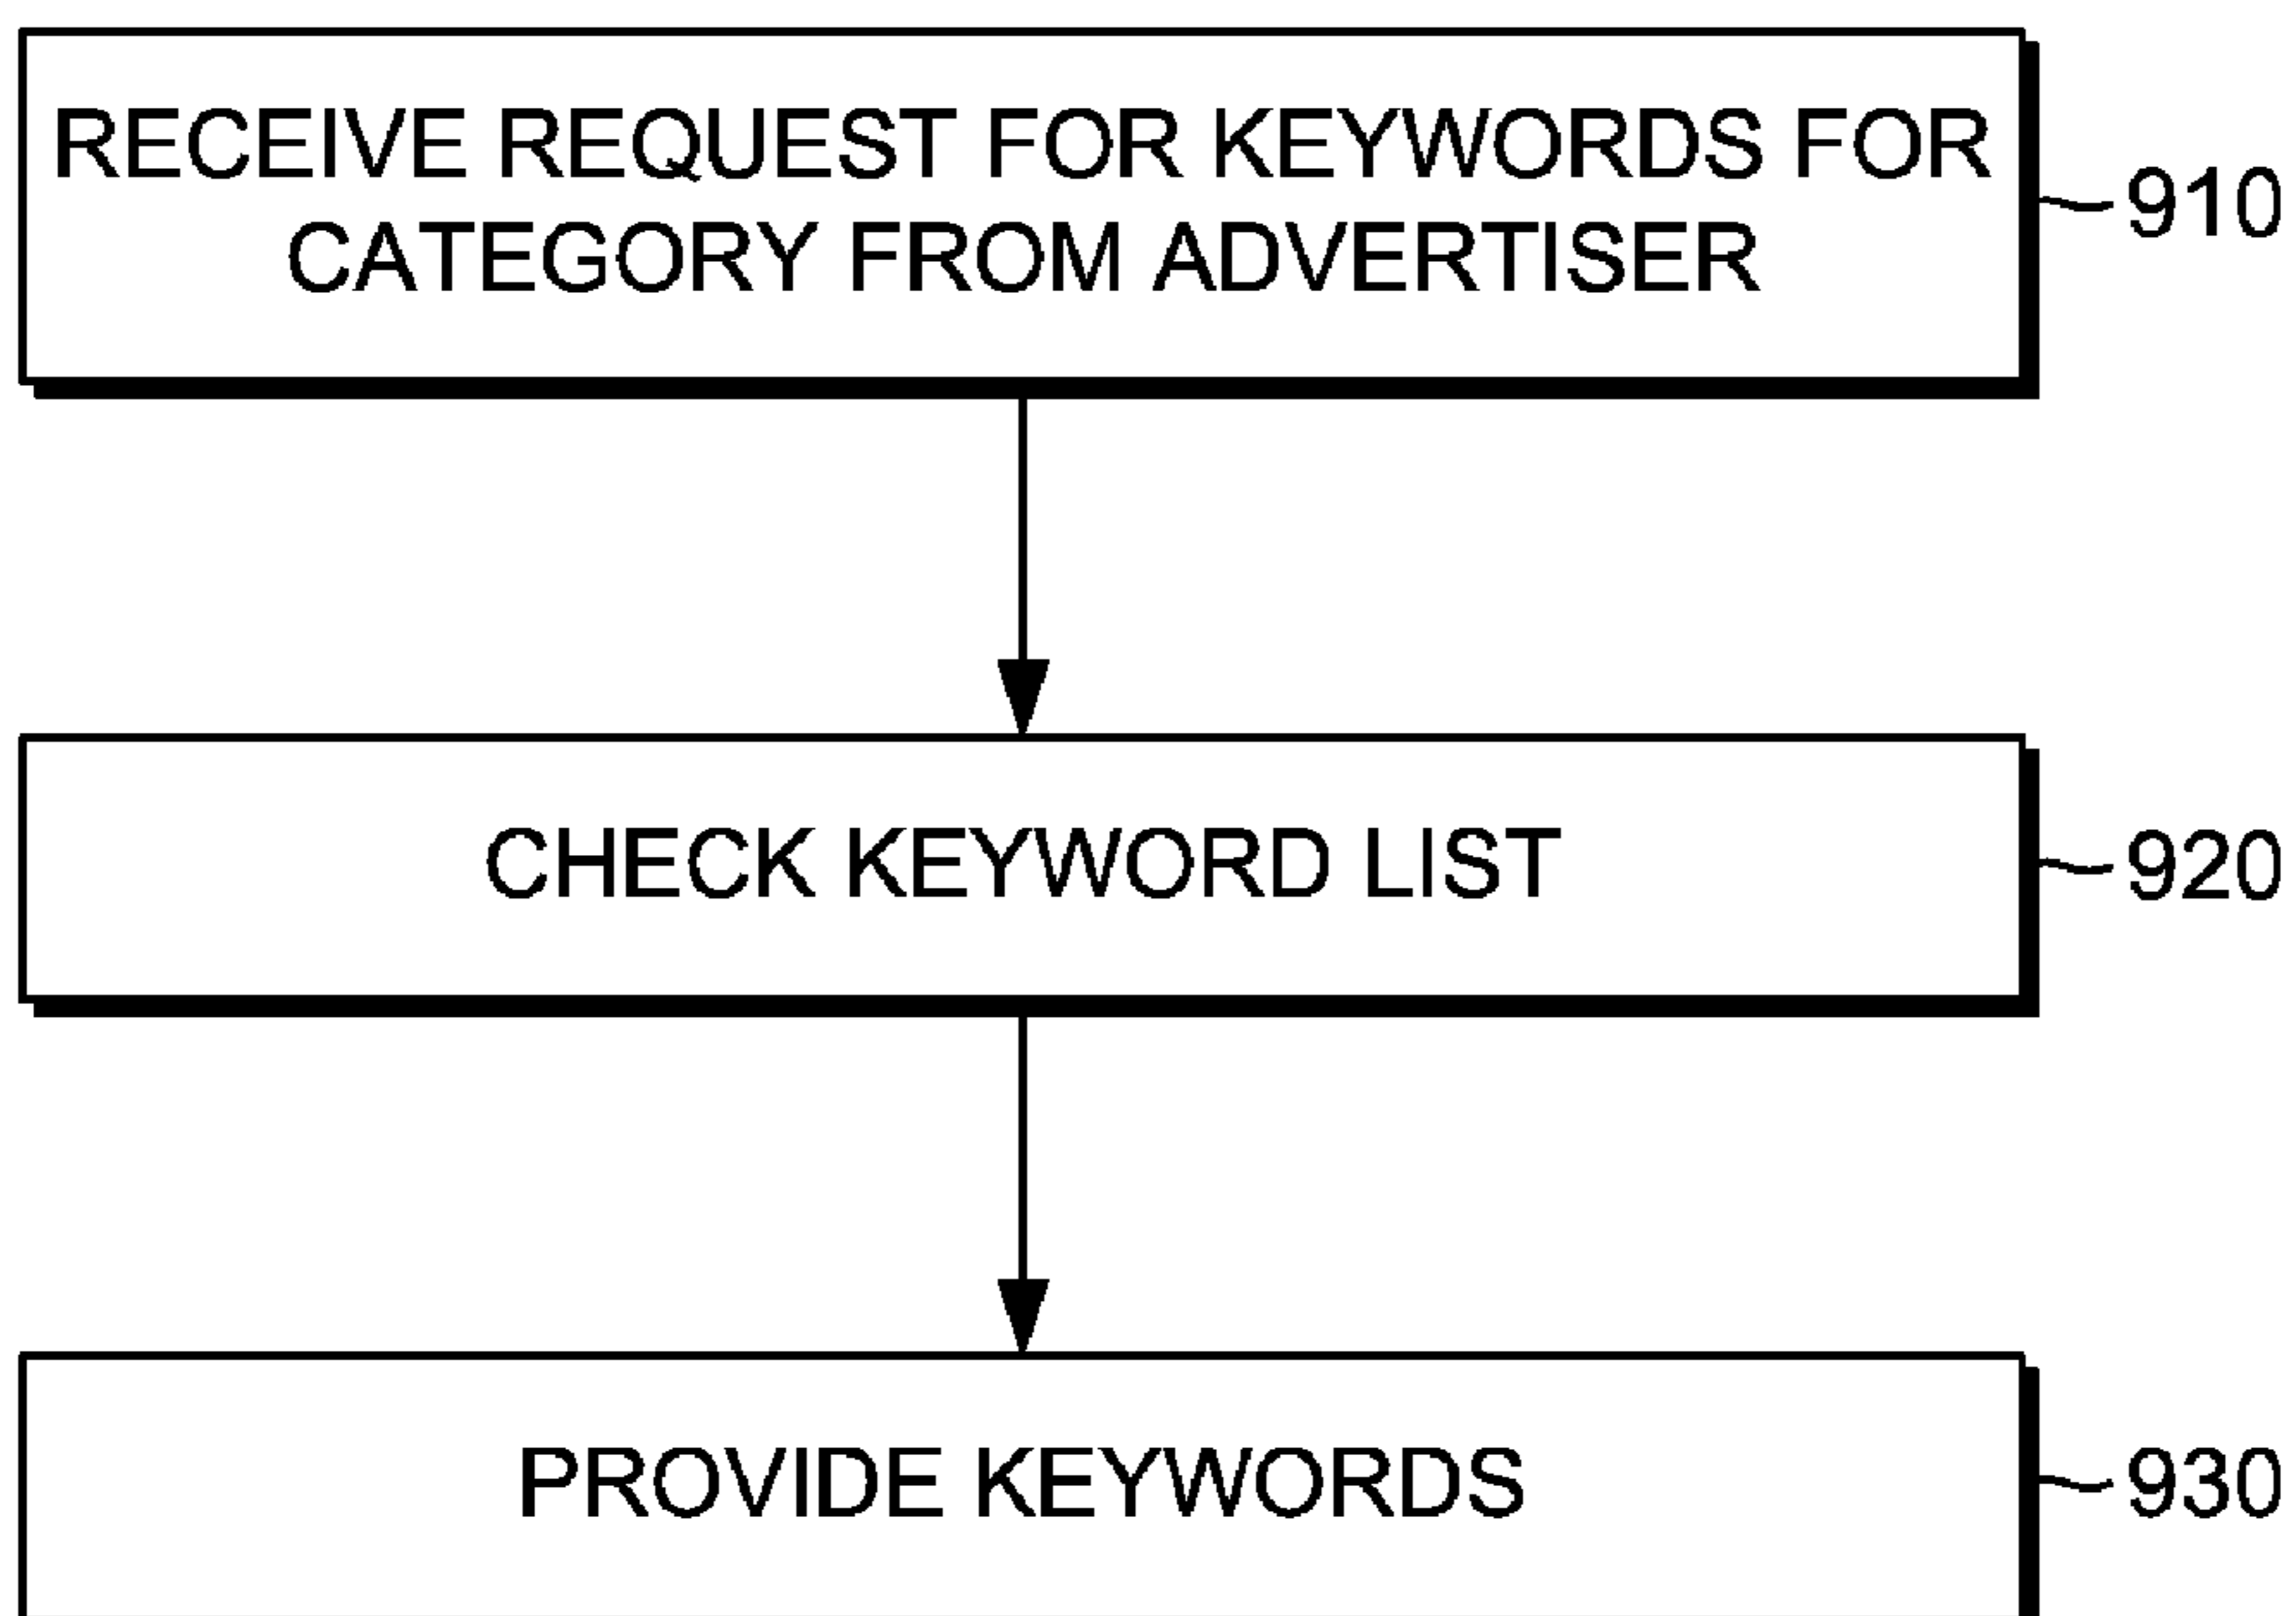 RECEIVE REQUEST FOR KEYWORDS FOR
CATEGORY FROM ADVERTISER
910
CHECK KEYWORD LIST
920
PROVIDE KEYWORDS
930